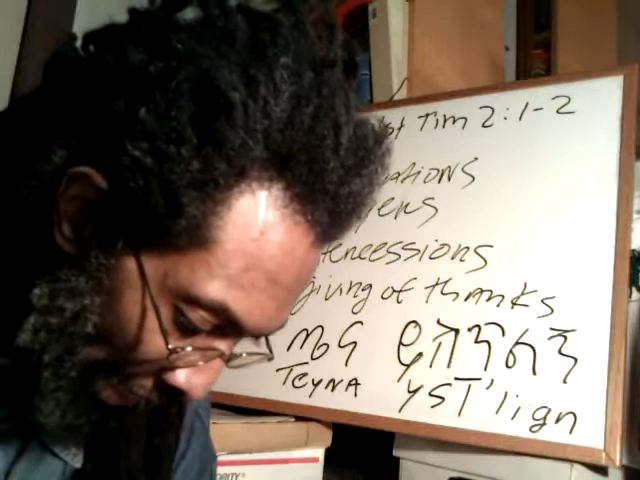 st Tim 2:1-2
ations
yers
tercessions
giving of thanks
ጤና ይስጥልኝ
TeyNA ysT'lign